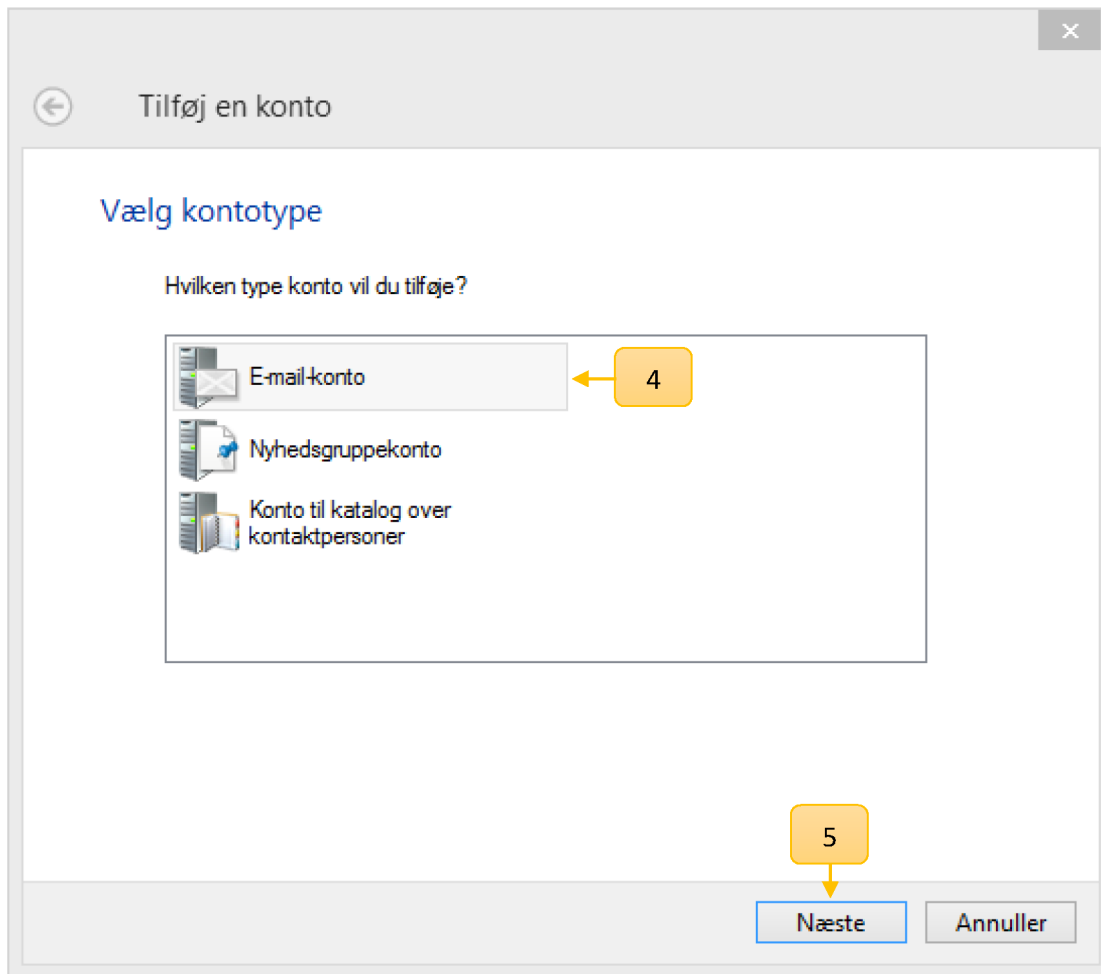 Tilføj en konto
Vælg kontotype
Hvilken type konto vil du tilføje?
E-mail-konto
4
Nyhedsgruppekonto
Konto til katalog over
kontaktpersoner
5
Næste
Annuller